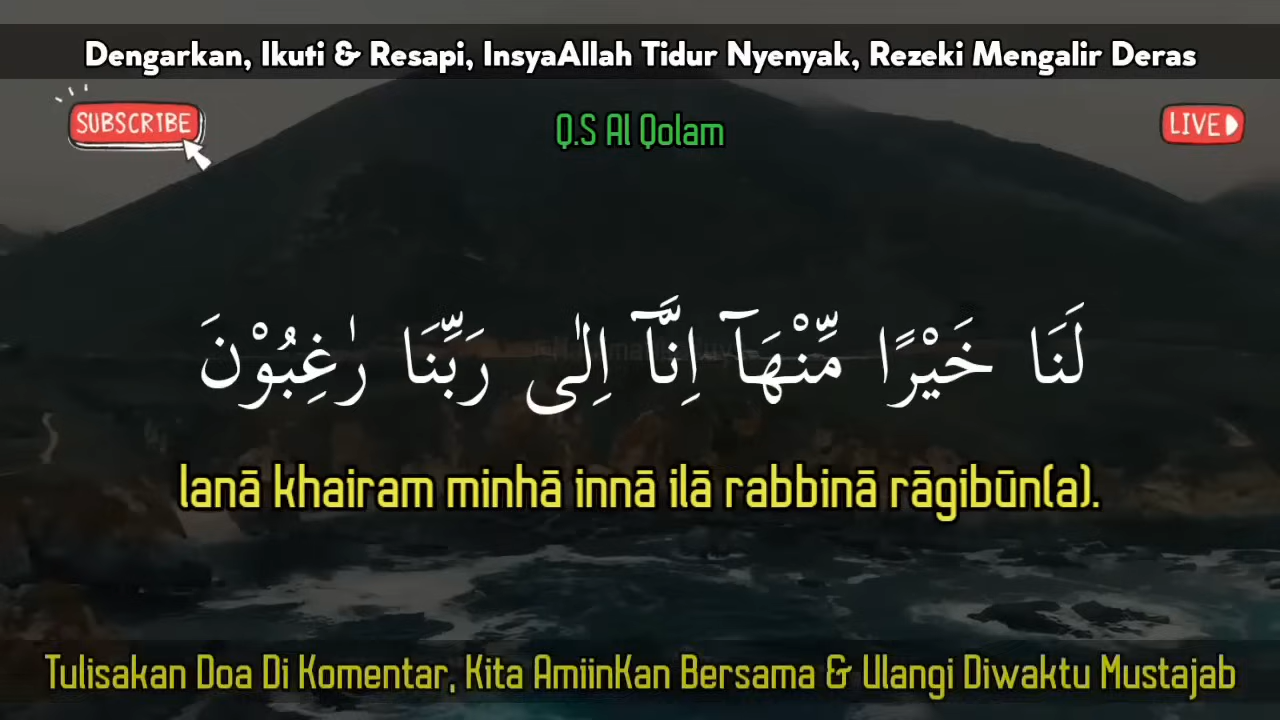 Dengarkan, Ikuti & Resapi, InsyaAllah Tidur Nyenyak, Rezeki Mengalir Deras
SUBSCRIBE
Q.S Al Qolam
LIVE
لَنَا خَيْرًا مِّنْهَآ اِنَّآ اِلٰى رَبِّنَا رٰغِبُوْنَ
lanā khairam minhā innā ilā rabbinā rāgibūn(a).
Tulisakan Doa Di Komentar, Kita AmiinKan Bersama & Ulangi Diwaktu Mustajab